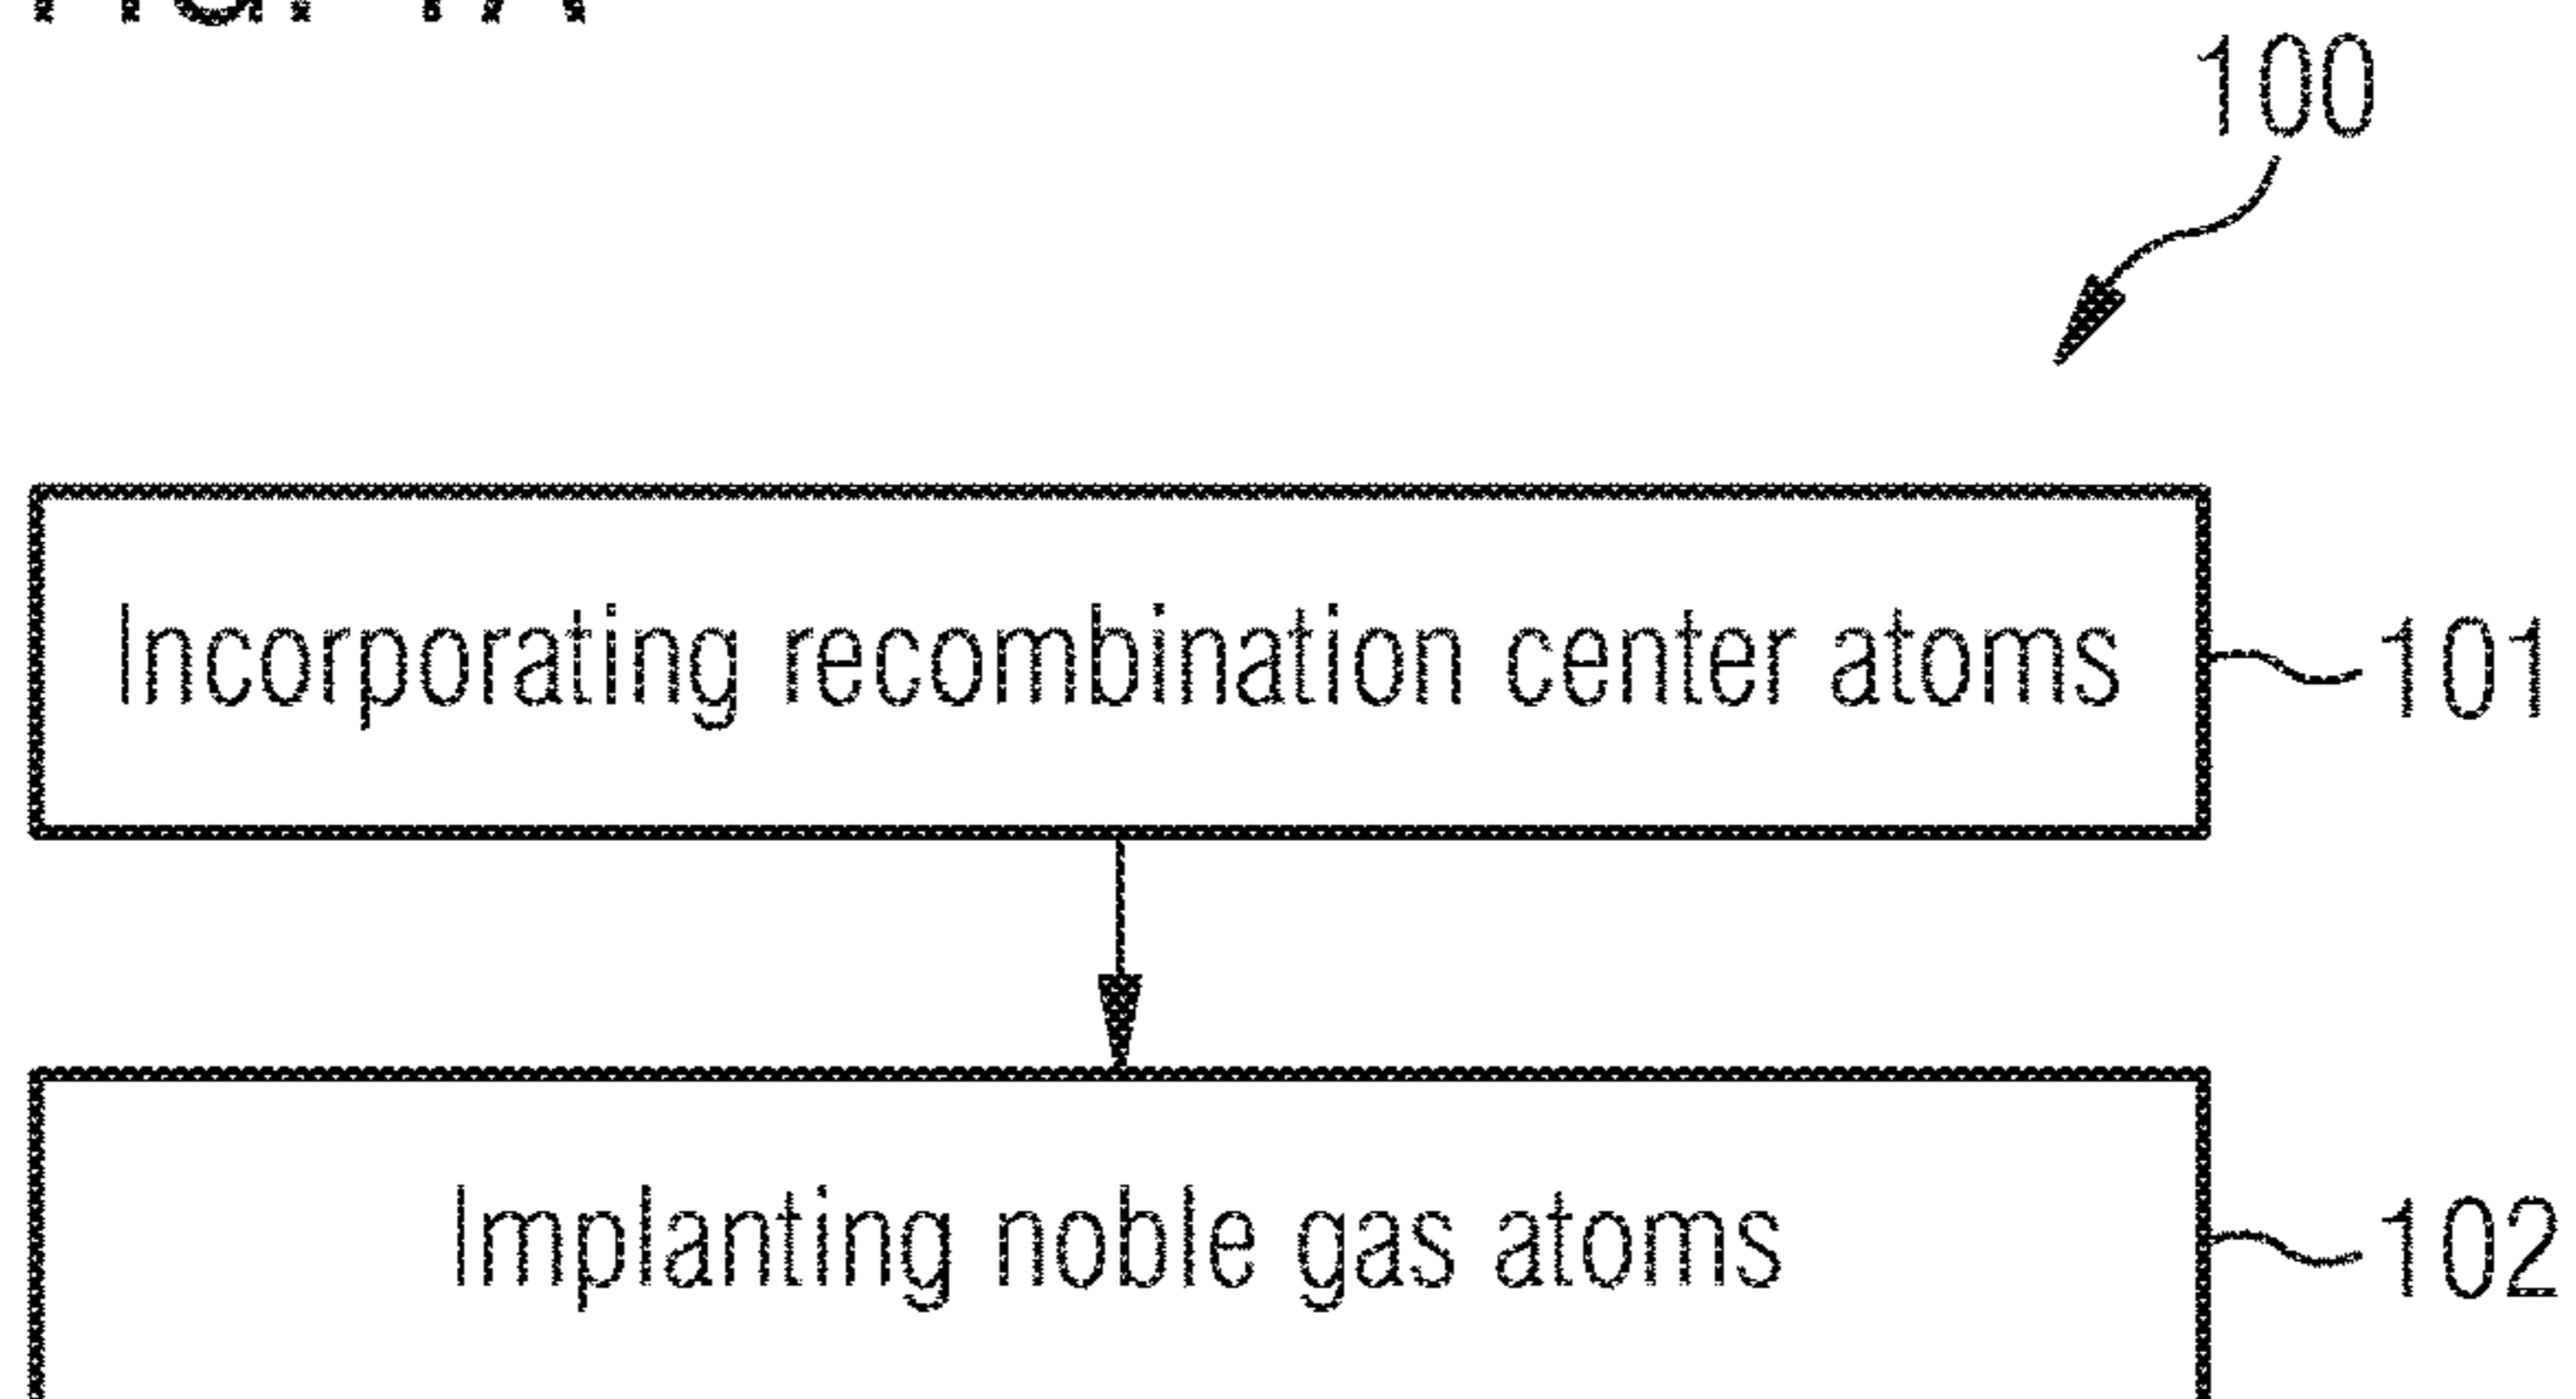 100
Incorporating recombination center atoms 101
Implanting noble gas atoms 102